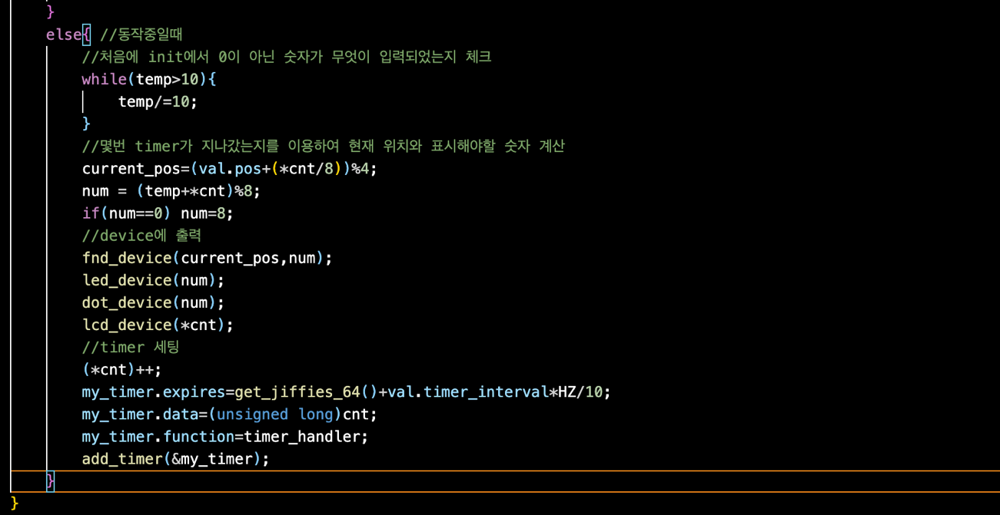 }
else{ //동작중일때
//처음에 init에서 0이 아닌 숫자가 무엇이 입력되었는지 체크
while(temp>10){
temp/=10;
}
//몇번 timer가 지나갔는지를 이용하여 현재 위치와 표시해야할 숫자 계산
current_pos=(val.pos+(*cnt/8))%4;
num = (temp+*cnt)%8;
if(num==0) num=8;
//device에 출력
fnd_device(current_pos,num);
led_device(num);
dot_device(num);
lcd_device(*cnt);
//timer 세팅
(*cnt)++;
my_timer.expires=get_jiffies_64()+val.timer_interval*HZ/10;
my_timer.data=(unsigned long)cnt;
my_timer.function=timer_handler;
add_timer(&my_timer);
}
}